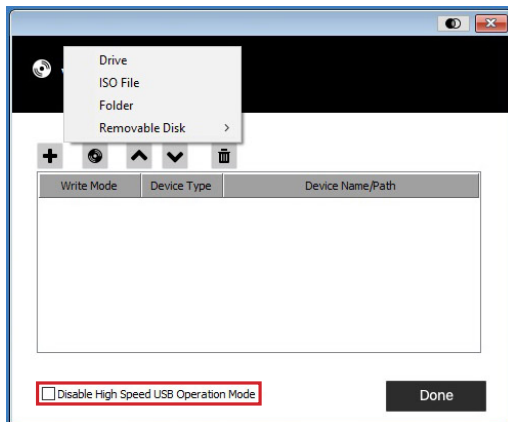 Drive
ISO File
Folder
Removable Disk
Write Mode Device Type Device Name/Path
Disable High Speed USB Operation Mode
Done